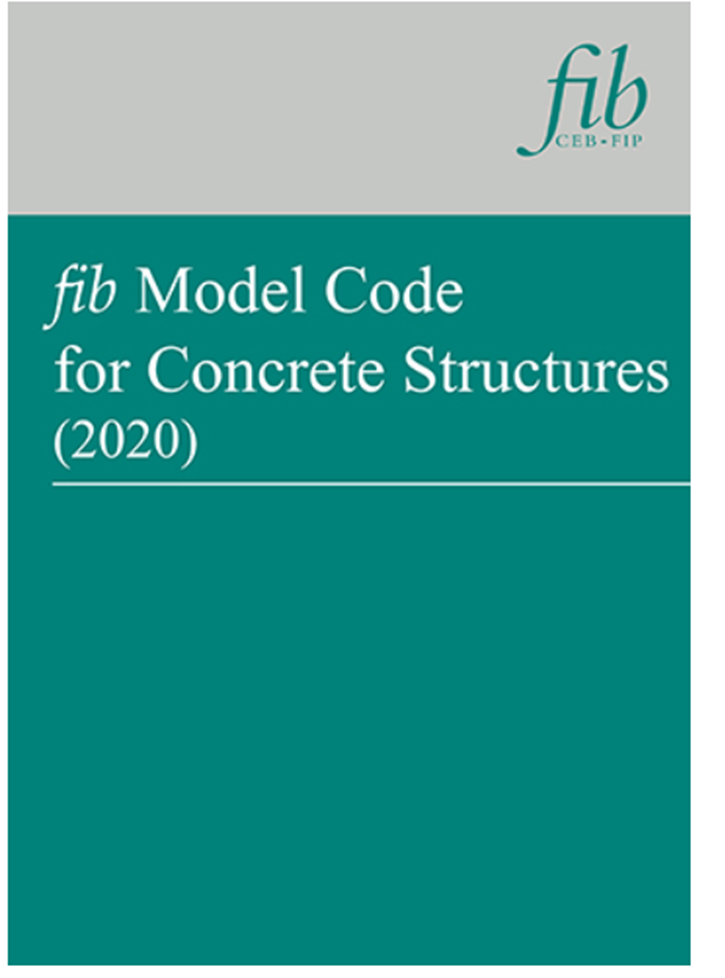 fib
CEB-FIP
fib Model Code
for Concrete Structures
(2020)